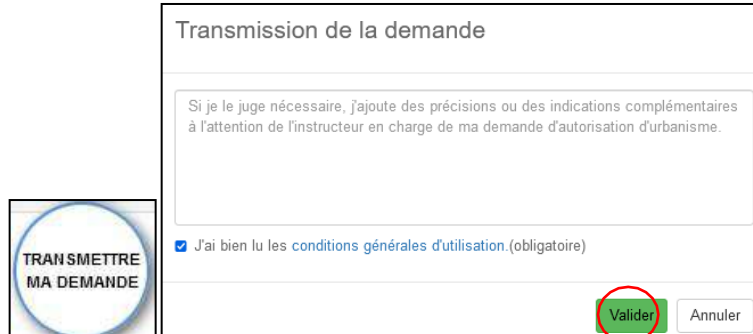 Transmission de la demande
Si je le juge nécessaire, j'ajoute des précisions ou des indications complémentaires
à l'attention de l'instructeur en charge de ma demande d'autorisation d'urbanisme.
J'ai bien lu les conditions générales d'utilisation.(obligatoire)
TRANSMETTRE
MA DEMANDE
Valider
Annuler